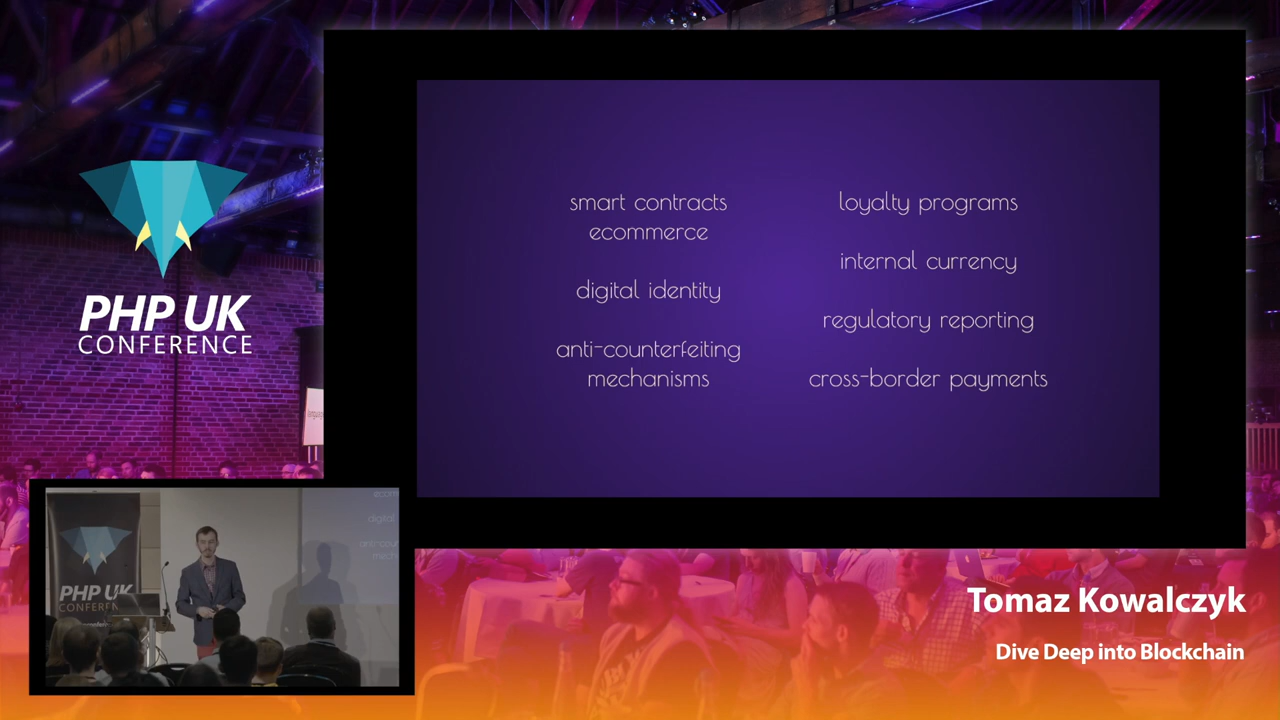 PHP UK
CONFERENCE
smart contracts
ecommerce
digital identity
anti-counterfeiting
mechanisms
loyalty programs
internal currency
regulatory reporting
cross-border payments
PHP UK
digital
Tomaz Kowalczyk
Dive Deep into Blockchain